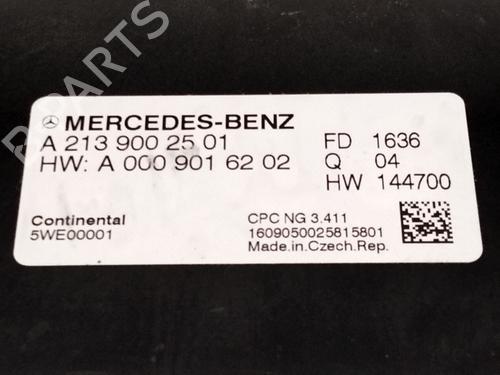 B-PARTS
MERCEDES-BENZ
A 213 900 25 01
HW: A 000 901 62 02
FD 1636
Q 04
HW 144700
Continental
5WE00001
CPC NG 3.411
1609050025815801
Made.in.Czech.Rep.